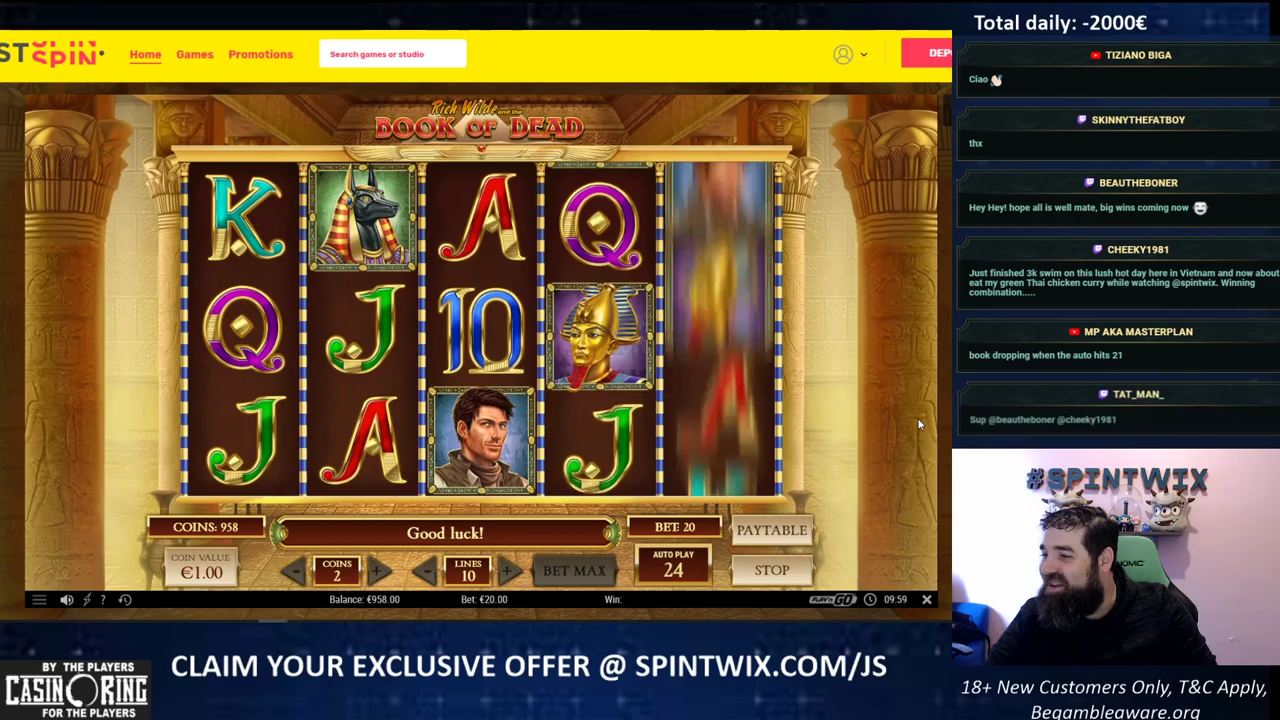 Total daily: -2000€
ST SPIN
Home Games Promotions
Search games or studio
DEP
Rich Wilde and the
BOOK OF DEAD
K A Q
Q J 10
J A J
COINS: 958
Good luck!
BET: 20
PAYTABLE
COIN VALUE
€1.00
- COINS +
2
- LINES +
10
BET MAX
AUTO PLAY
24
STOP
Balance: €958.00
Bet: €20.00
Win:
PLAY'N GO
09:59
TIZIANO BIGA
Ciao
SKINNYTHEFATBOY
thx
BEAUTHEBONER
Hey Hey! hope all is well mate, big wins coming now
CHEEKY1981
Just finished 3k swim on this lush hot day here in Vietnam and now about
eat my green Thai chicken curry while watching @spintwix. Winning
combination.....
MP AKA MASTERPLAN
book dropping when the auto hits 21
TAT_MAN_
Sup @beautheboner @cheeky1981
#SPINTWIX
NOMIC
BY THE PLAYERS
CASINO RING
FOR THE PLAYERS
CLAIM YOUR EXCLUSIVE OFFER @ SPINTWIX.COM/JS
18+ New Customers Only, T&C Apply,
Begambleaware.org